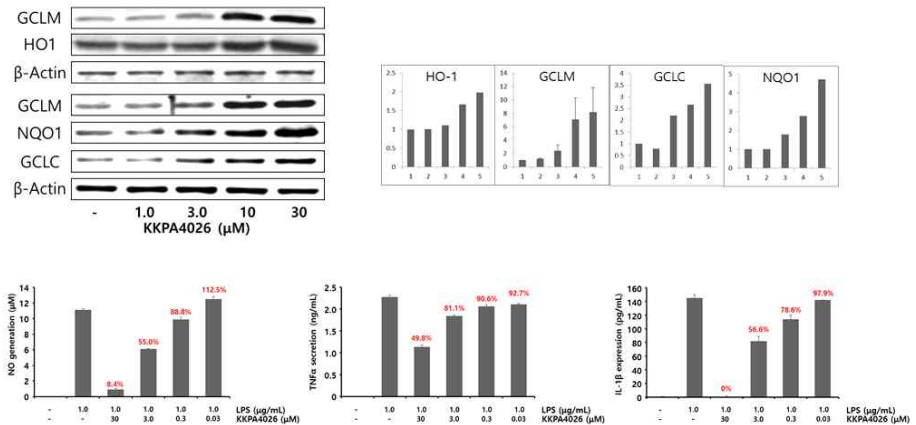 GCLM
HO1
β-Actin
GCLM
NQO1
GCLC
β-Actin
- 1.0 3.0 10 30
KKPA4026 (μM)
HO-1
2.5
2
1.5
1
0.5
0
1 2 3 4 5
GCLM
14
12
10
8
6
4
2
0
1 2 3 4 5
GCLC
4
3.5
3
2.5
2
1.5
1
0.5
0
1 2 3 4 5
NQO1
5
4
3
2
1
0
1 2 3 4 5
NO generation (μM)
14
12
10
8
6
4
2
0
8.4%
55.0%
88.8%
112.5%
- 1.0 1.0 1.0 1.0 1.0 LPS (μg/mL)
- - 30 3.0 0.3 0.03 KKPA4026 (μM)
TNFα secretion (ng/mL)
2.5
2.0
1.5
1.0
0.5
0.0
49.8%
81.1%
90.6%
92.7%
- 1.0 1.0 1.0 1.0 1.0 LPS (μg/mL)
- - 30 3.0 0.3 0.03 KKPA4026 (μM)
IL-1β expression (pg/mL)
160
140
120
100
80
60
40
20
0
0%
56.6%
78.6%
97.9%
- 1.0 1.0 1.0 1.0 1.0 LPS (μg/mL)
- - 30 3.0 0.3 0.03 KKPA4026 (μM)